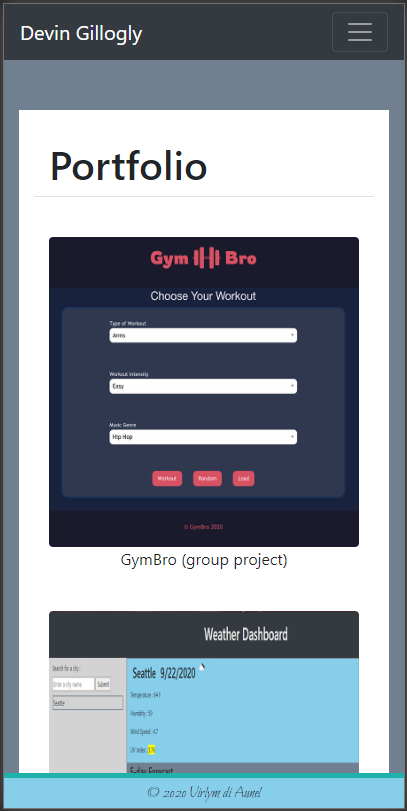 Devin Gillogly
Portfolio
Gym Bro
Choose Your Workout
Type of Workout
Arms
Workout Intensity
Easy
Music Genre
Hip Hop
Workout Random Load
© GymBro 2020
GymBro (group project)
Weather Dashboard
Search for a city:
Enter a city name Submit
Seattle
Seattle 9/22/2020
Temperature: 64 F
Humidity: 59
Wind Speed: 4.7
UV Index:
5-day Forecast
© 2020 Virlym di Aunel